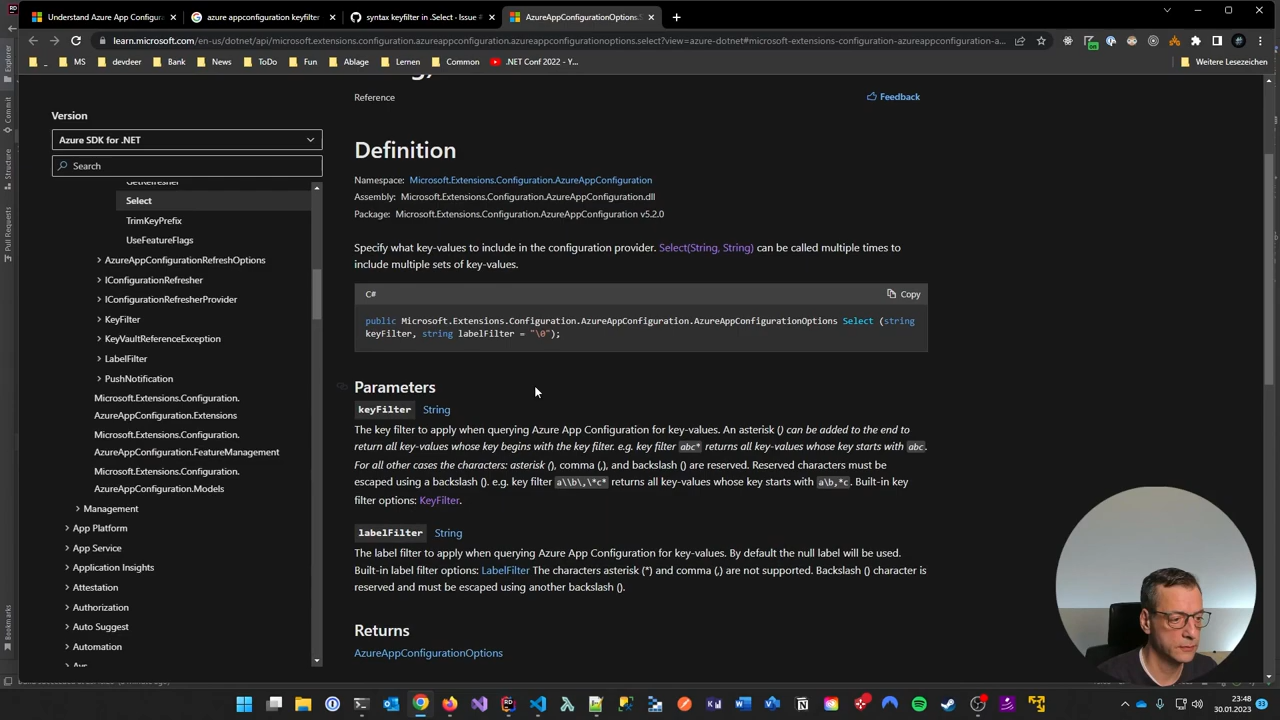 Understand Azure App Configur
azure appconfiguration keyfilter
syntax keyfilter in .Select · Issue
AzureAppConfigurationOptions.S
learn.microsoft.com/en-us/dotnet/api/microsoft.extensions.configuration.azureappconfiguration.azureappconfigurationoptions.select?view=azure-dotnet#microsoft-extensions-configuration-azureappconfiguration-a...
_ MS devdeer Bank News ToDo Fun Ablage Lernen Common .NET Conf 2022 - Y... Weitere Lesezeichen
Explorer
Commit
Structure
Pull Requests
Bookmarks
Version
Azure SDK for .NET
Search
GetRefresher
Select
TrimKeyPrefix
UseFeatureFlags
AzureAppConfigurationRefreshOptions
IConfigurationRefresher
IConfigurationRefresherProvider
KeyFilter
KeyVaultReferenceException
LabelFilter
PushNotification
Microsoft.Extensions.Configuration.
AzureAppConfiguration.Extensions
Microsoft.Extensions.Configuration.
AzureAppConfiguration.FeatureManagement
Microsoft.Extensions.Configuration.
AzureAppConfiguration.Models
Management
App Platform
App Service
Application Insights
Attestation
Authorization
Auto Suggest
Automation
Avs
Reference
Feedback
Definition
Namespace: Microsoft.Extensions.Configuration.AzureAppConfiguration
Assembly: Microsoft.Extensions.Configuration.AzureAppConfiguration.dll
Package: Microsoft.Extensions.Configuration.AzureAppConfiguration v5.2.0
Specify what key-values to include in the configuration provider. Select(String, String) can be called multiple times to
include multiple sets of key-values.
C#
Copy
public Microsoft.Extensions.Configuration.AzureAppConfiguration.AzureAppConfigurationOptions Select (string
keyFilter, string labelFilter = "\0");
Parameters
keyFilter String
The key filter to apply when querying Azure App Configuration for key-values. An asterisk () can be added to the end to
return all key-values whose key begins with the key filter. e.g. key filter abc* returns all key-values whose key starts with abc.
For all other cases the characters: asterisk (), comma (,), and backslash () are reserved. Reserved characters must be
escaped using a backslash (). e.g. key filter a\\b\,\*c* returns all key-values whose key starts with a\b,*c. Built-in key
filter options: KeyFilter.
labelFilter String
The label filter to apply when querying Azure App Configuration for key-values. By default the null label will be used.
Built-in label filter options: LabelFilter The characters asterisk (*) and comma (,) are not supported. Backslash () character is
reserved and must be escaped using another backslash ().
Returns
AzureAppConfigurationOptions
23:48
30.01.2023